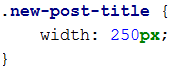 .new-post-title {
    width: 250px;
}